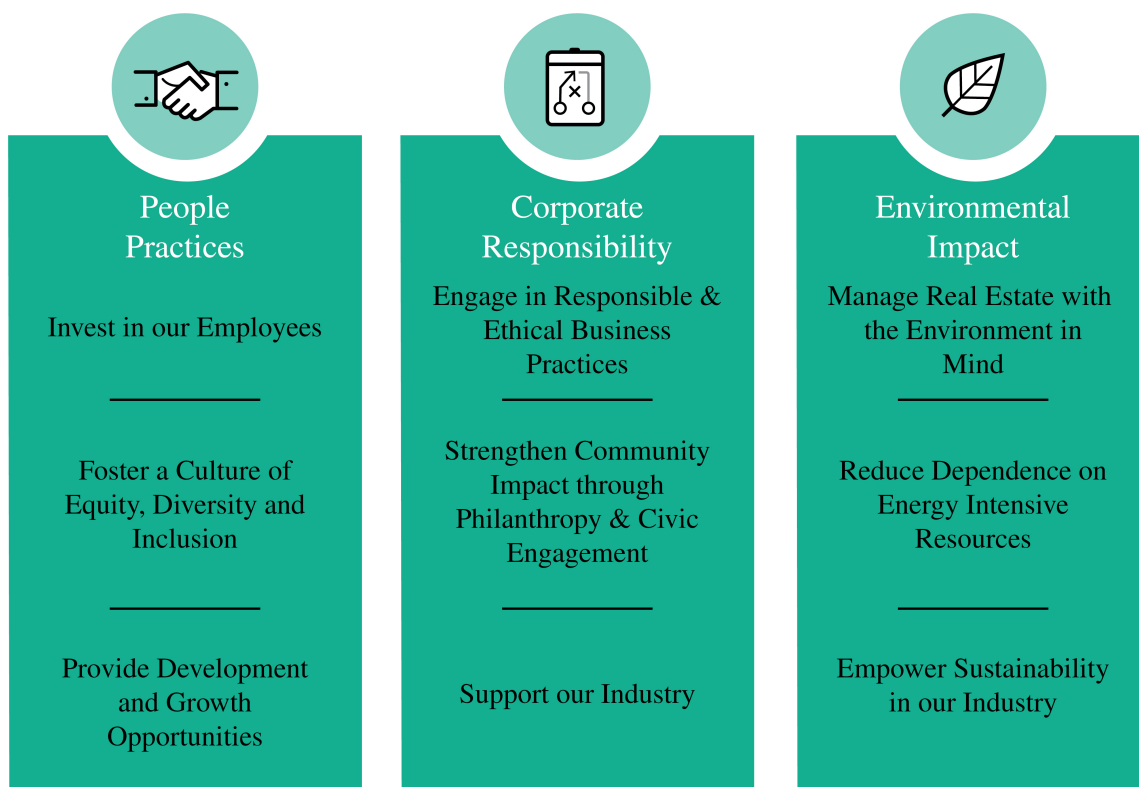 People
Practices
Invest in our Employees
Foster a Culture of
Equity, Diversity and
Inclusion
Provide Development
and Growth
Opportunities
Corporate
Responsibility
Engage in Responsible &
Ethical Business
Practices
Strengthen Community
Impact through
Philanthropy & Civic
Engagement
Support our Industry
Environmental
Impact
Manage Real Estate with
the Environment in
Mind
Reduce Dependence on
Energy Intensive
Resources
Empower Sustainability
in our Industry